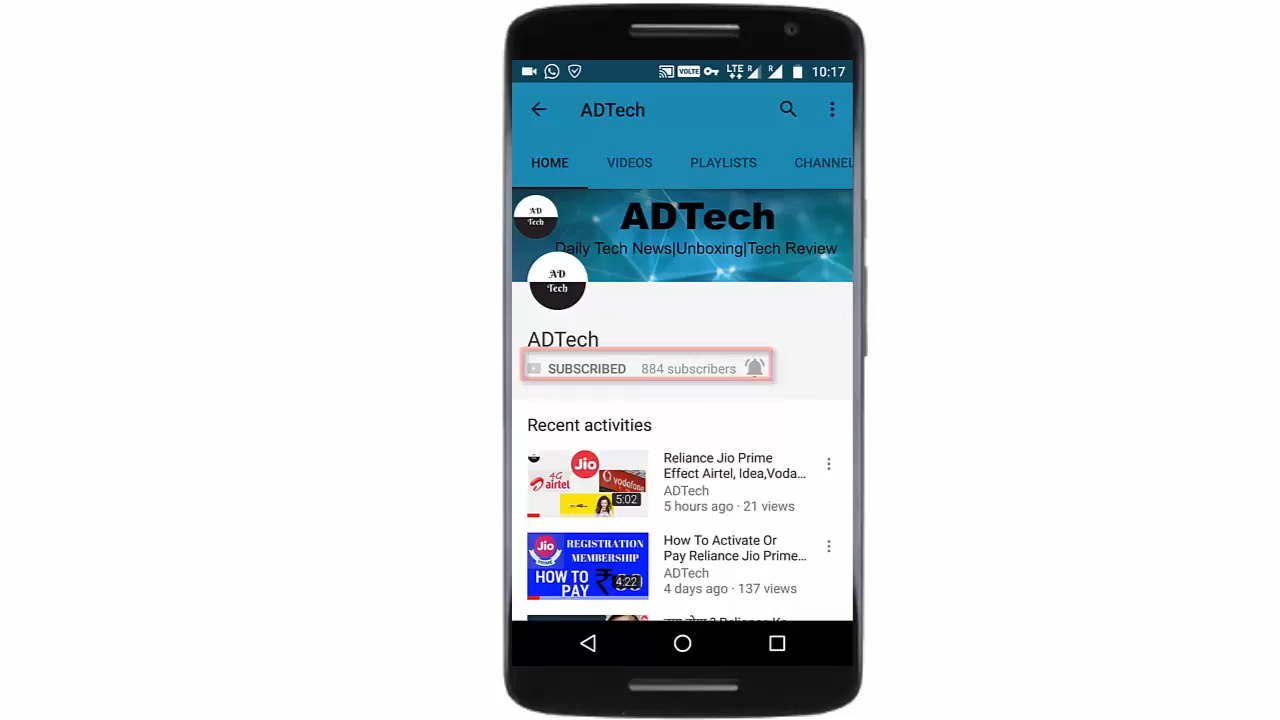 VOLTE LTE R R 10:17
ADTech
HOME VIDEOS PLAYLISTS CHANNEL
AD
Tech
ADTech
Daily Tech News|Unboxing|Tech Review
AD
Tech
ADTech
SUBSCRIBED 884 subscribers
Recent activities
Jio
4G
airtel
vodafone
5:02
Reliance Jio Prime
Effect Airtel, Idea,Voda...
ADTech
5 hours ago · 21 views
Jio
PRIME
REGISTRATION
MEMBERSHIP
HOW TO
PAY
4:22
How To Activate Or
Pay Reliance Jio Prime...
ADTech
4 days ago · 137 views